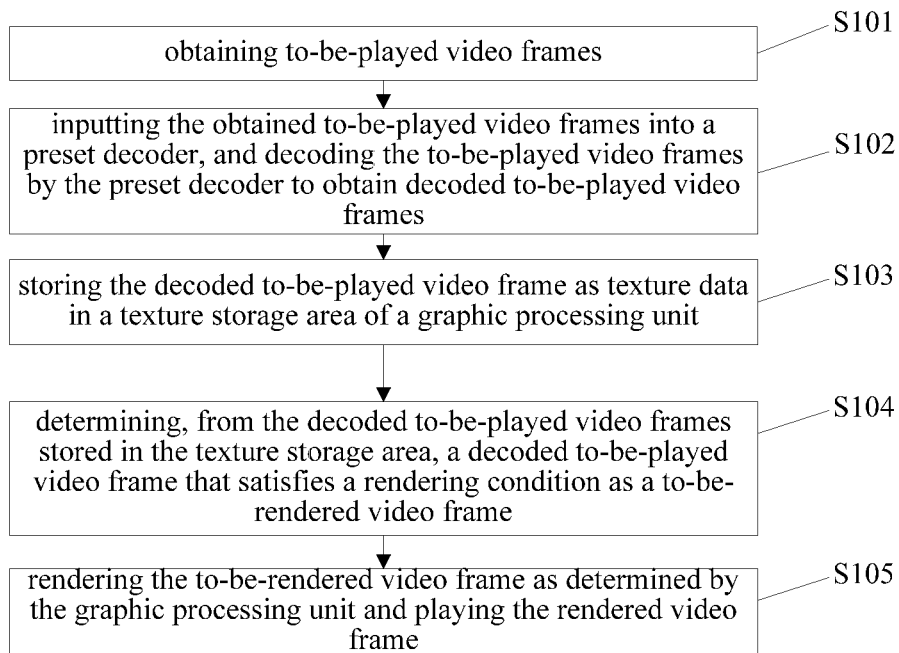 S101
obtaining to-be-played video frames
inputting the obtained to-be-played video frames into a
preset decoder, and decoding the to-be-played video frames
by the preset decoder to obtain decoded to-be-played video
frames
S102
storing the decoded to-be-played video frame as texture data
in a texture storage area of a graphic processing unit
S103
determining, from the decoded to-be-played video frames
stored in the texture storage area, a decoded to-be-played
video frame that satisfies a rendering condition as a to-be-
rendered video frame
S104
rendering the to-be-rendered video frame as determined by
the graphic processing unit and playing the rendered video
frame
S105